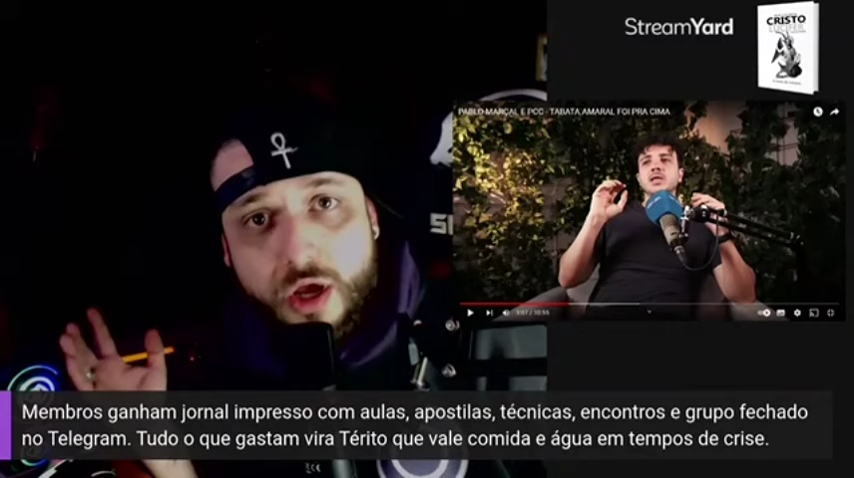 StreamYard
CRISTO
LÚCIFER
PABLO MARÇAL E PCC - TABATA AMARAL FOI PRA CIMA
Membros ganham jornal impresso com aulas, apostilas, técnicas, encontros e grupo fechado
no Telegram. Tudo o que gastam vira Térito que vale comida e água em tempos de crise.